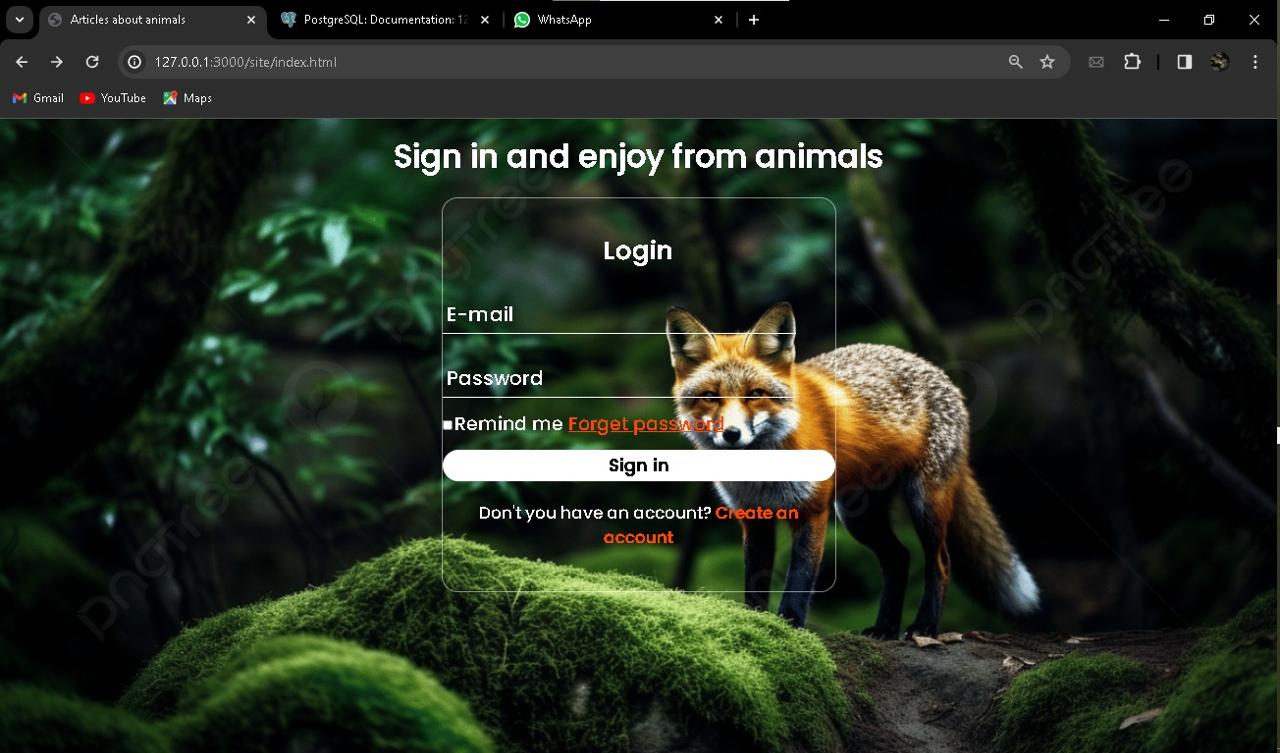 Articles about animals
PostgreSQL: Documentation: 12
WhatsApp
127.0.0.1:3000/site/index.html
Gmail
YouTube
Maps
Sign in and enjoy from animals
Login
E-mail
Password
Remind me Forget password
Sign in
Don't you have an account? Create an
account
pngtree
pngtree
pngtree